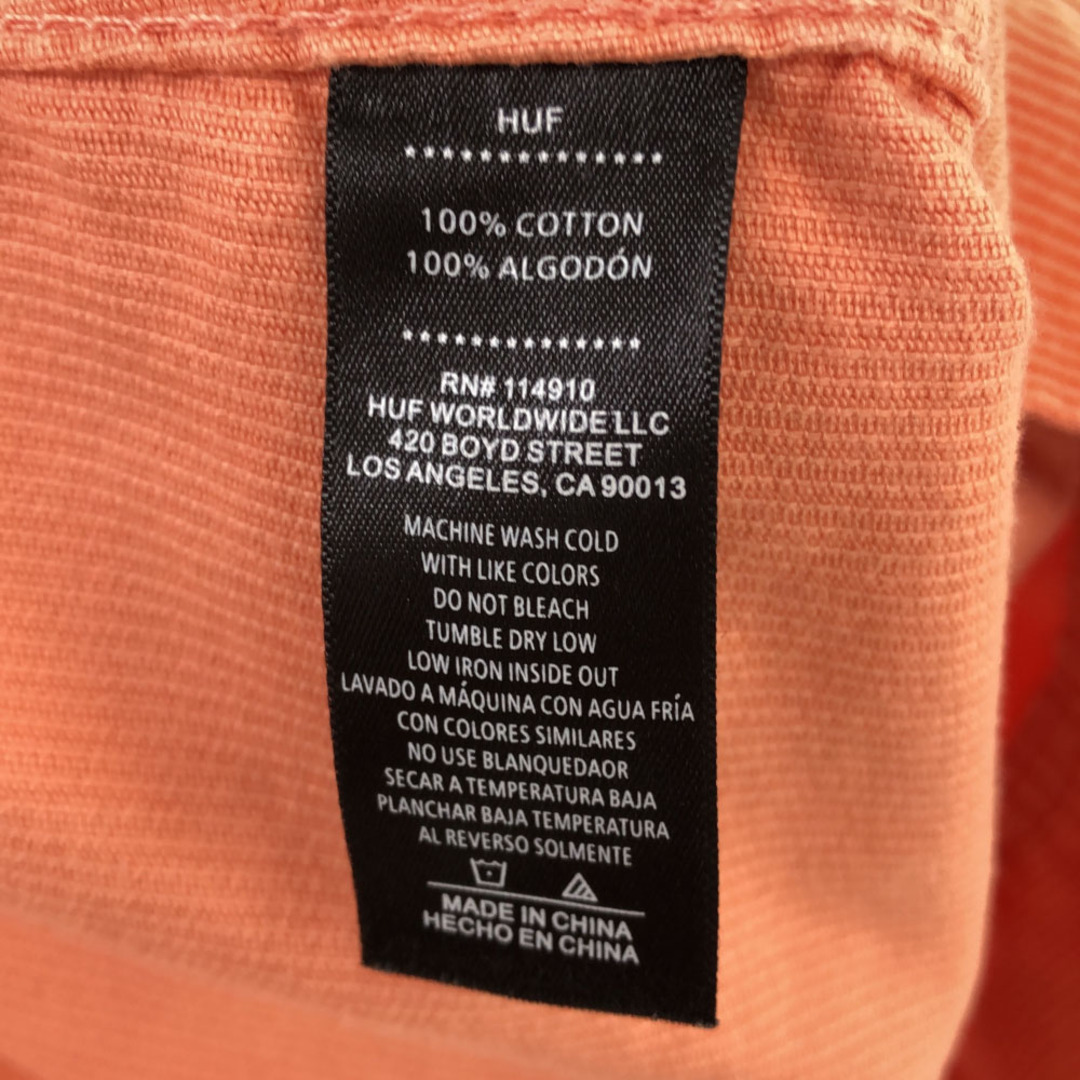 HUF
100% COTTON
100% ALGODÓN
RN# 114910
HUF WORLDWIDE LLC
420 BOYD STREET
LOS ANGELES, CA 90013
MACHINE WASH COLD
WITH LIKE COLORS
DO NOT BLEACH
TUMBLE DRY LOW
LOW IRON INSIDE OUT
LAVADO A MÁQUINA CON AGUA FRÍA
CON COLORES SIMILARES
NO USE BLANQUEDAOR
SECAR A TEMPERATURA BAJA
PLANCHAR BAJA TEMPERATURA
AL REVERSO SOLMENTE
MADE IN CHINA
HECHO EN CHINA